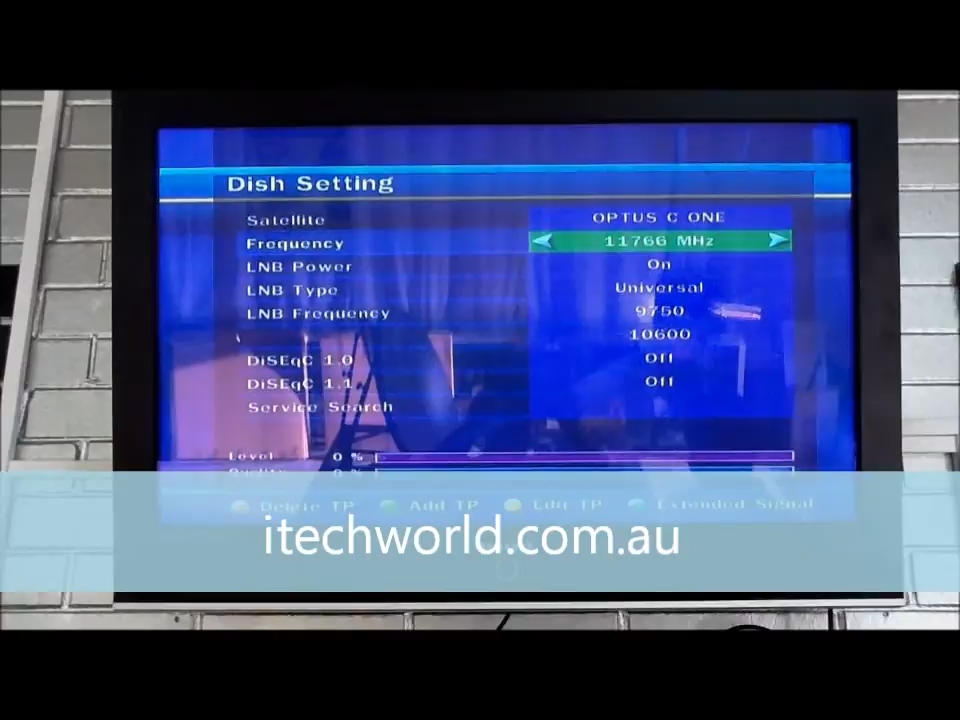 Dish Setting
Satellite OPTUS C ONE
Frequency 11766 MHz
LNB Power On
LNB Type Universal
LNB Frequency 9750
10600
DiSEqC 1.0 Off
DiSEqC 1.1 Off
Service Search
Level 0 %
Quality 0 %
Delete TP Add TP Edit TP Extended Signal
itechworld.com.au